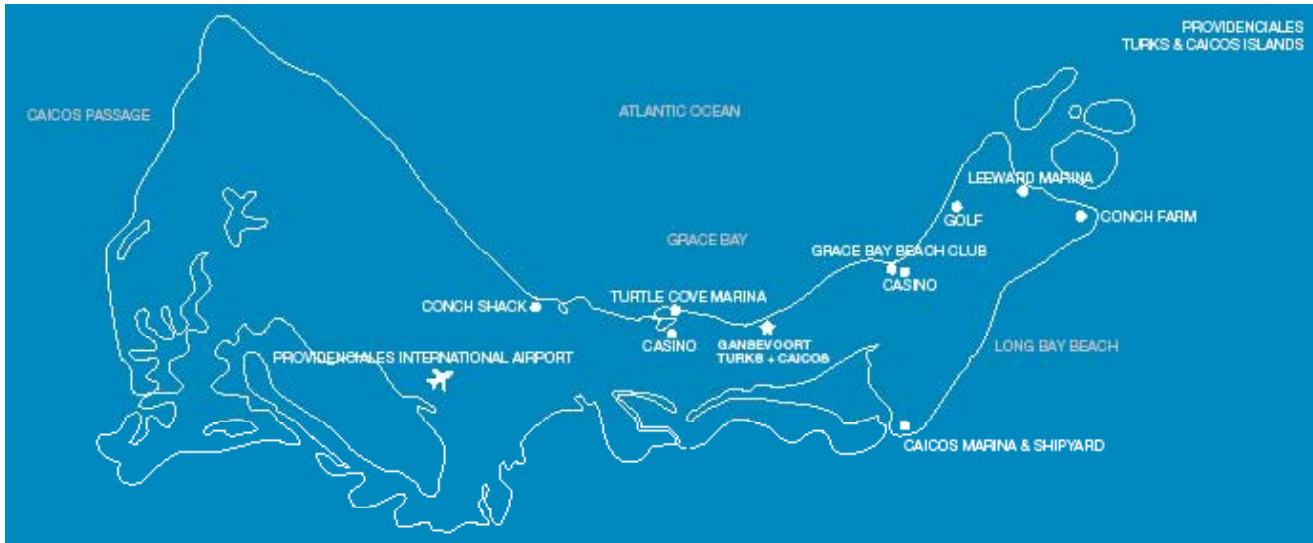 PROVIDENCIALES
TURKS & CAICOS ISLANDS
CAICOS PASSAGE
ATLANTIC OCEAN
LEEWARD MARINA
GOLF
CONCH FARM
GRACE BAY
GRACE BAY BEACH CLUB
CASINO
CONCH SHACK
TURTLE COVE MARINA
CASINO
GANSEVOORT
TURKS + CAICOS
LONG BAY BEACH
PROVIDENCIALES INTERNATIONAL AIRPORT
CAICOS MARINA & SHIPYARD